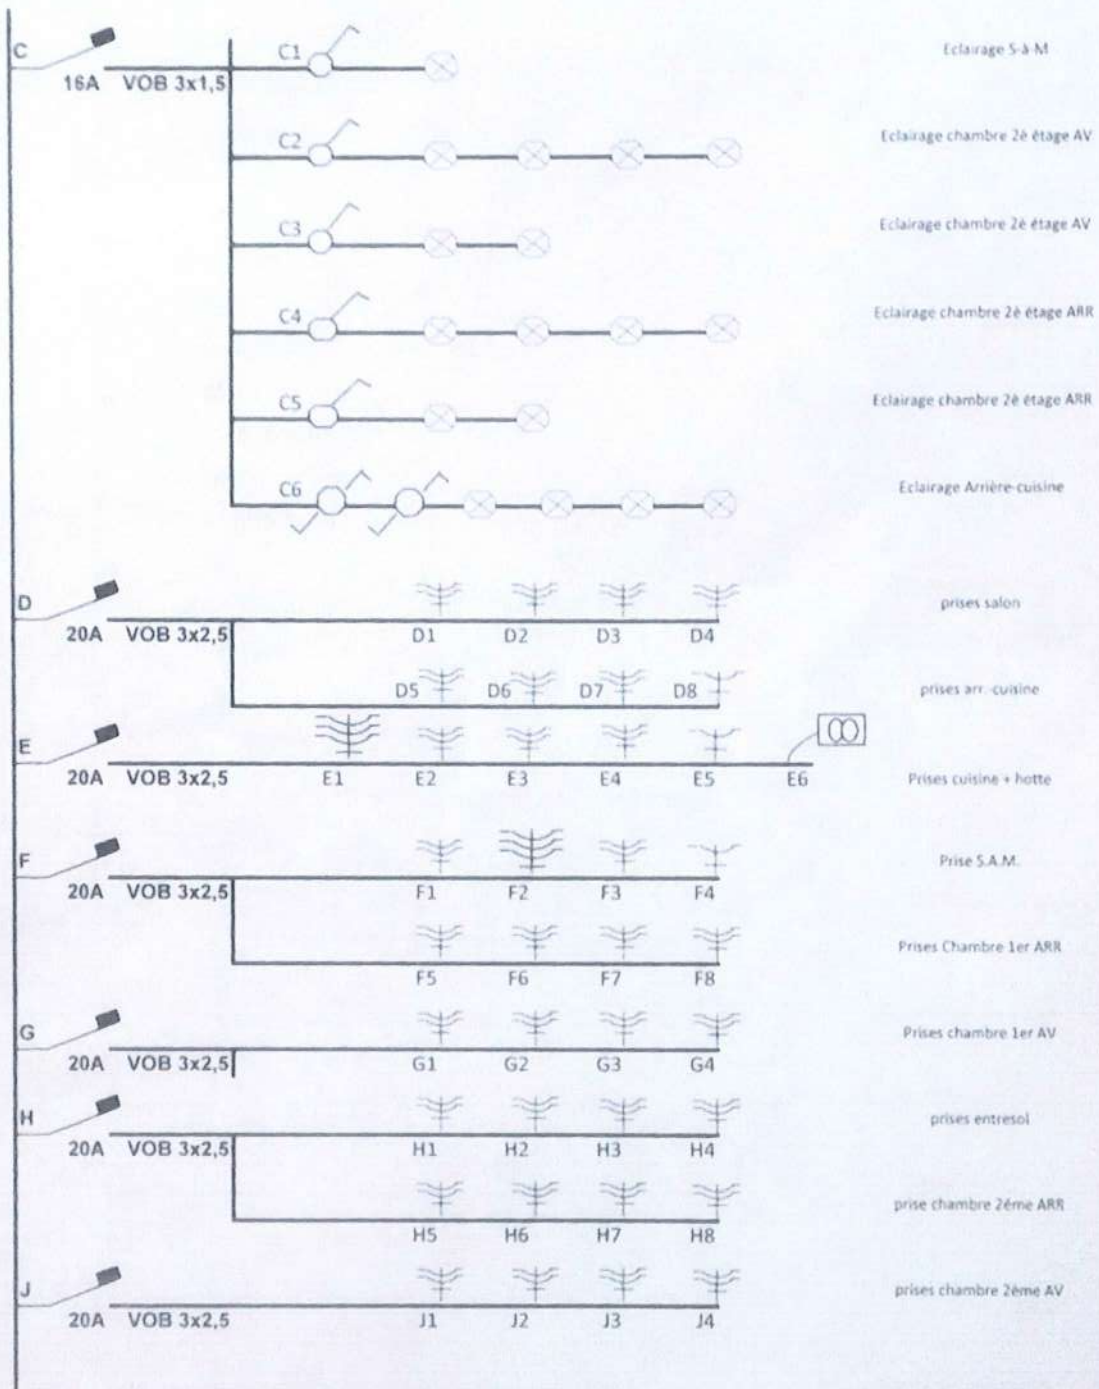 C
16A VOB 3x1,5
C1
Eclairage S-à-M
C2
Eclairage chambre 2è étage AV
C3
Eclairage chambre 2è étage AV
C4
Eclairage chambre 2è étage ARR
C5
Eclairage chambre 2è étage ARR
C6
Eclairage Arrière-cuisine
D
20A VOB 3x2,5
D1 D2 D3 D4
prises salon
D5 D6 D7 D8
prises arr.-cuisine
E
20A VOB 3x2,5
E1 E2 E3 E4 E5 E6
Prises cuisine + hotte
F
20A VOB 3x2,5
F1 F2 F3 F4
Prise S.A.M.
F5 F6 F7 F8
Prises Chambre 1er ARR
G
20A VOB 3x2,5
G1 G2 G3 G4
Prises chambre 1er AV
H
20A VOB 3x2,5
H1 H2 H3 H4
prises entresol
H5 H6 H7 H8
prise chambre 2éme ARR
J
20A VOB 3x2,5
J1 J2 J3 J4
prises chambre 2ème AV